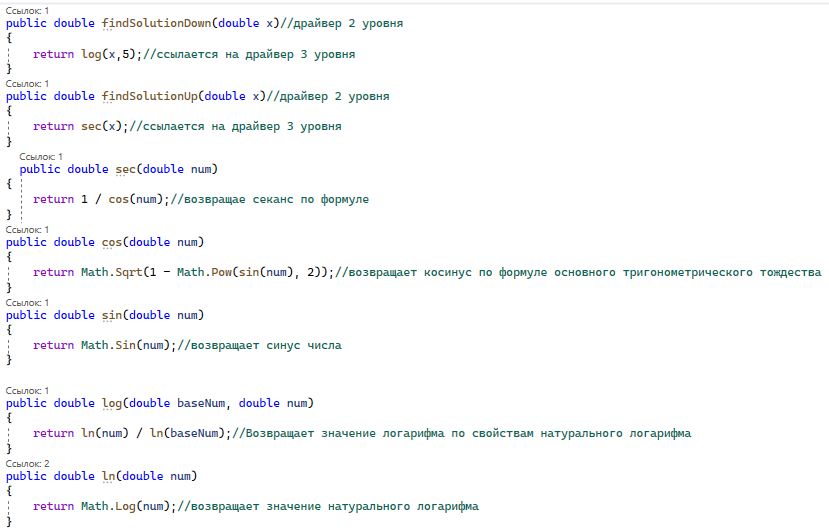 Ссылок: 1
public double findSolutionDown(double x)//драйвер 2 уровня
{
return log(x,5);//ссылается на драйвер 3 уровня
}
Ссылок: 1
public double findSolutionUp(double x)//драйвер 2 уровня
{
return sec(x);//ссылается на драйвер 3 уровня
}
Ссылок: 1
public double sec(double num)
{
return 1 / cos(num);//возвращае секанс по формуле
}
Ссылок: 1
public double cos(double num)
{
return Math.Sqrt(1 - Math.Pow(sin(num), 2));//возвращает косинус по формуле основного тригонометрического тождества
}
Ссылок: 1
public double sin(double num)
{
return Math.Sin(num);//возвращает синус числа
}
Ссылок: 1
public double log(double baseNum, double num)
{
return ln(num) / ln(baseNum);//Возвращает значение логарифма по свойствам натурального логарифма
}
Ссылок: 2
public double ln(double num)
{
return Math.Log(num);//возвращает значение натурального логарифма
}